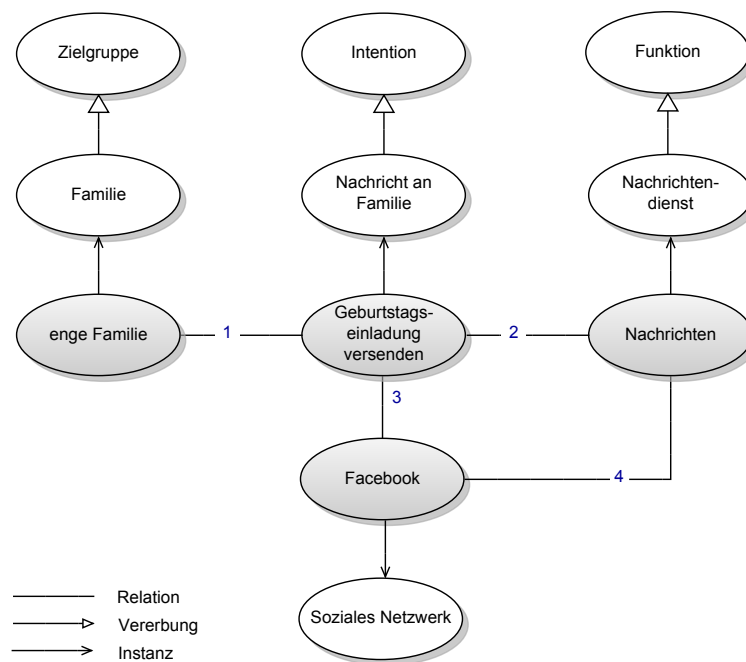 Zielgruppe
Intention
Funktion
Familie
Nachricht an
Familie
Nachrichten-
dienst
enge Familie
1
Geburtstags-
einladung
versenden
2
Nachrichten
3
Facebook
4
Soziales Netzwerk
Relation
Vererbung
Instanz